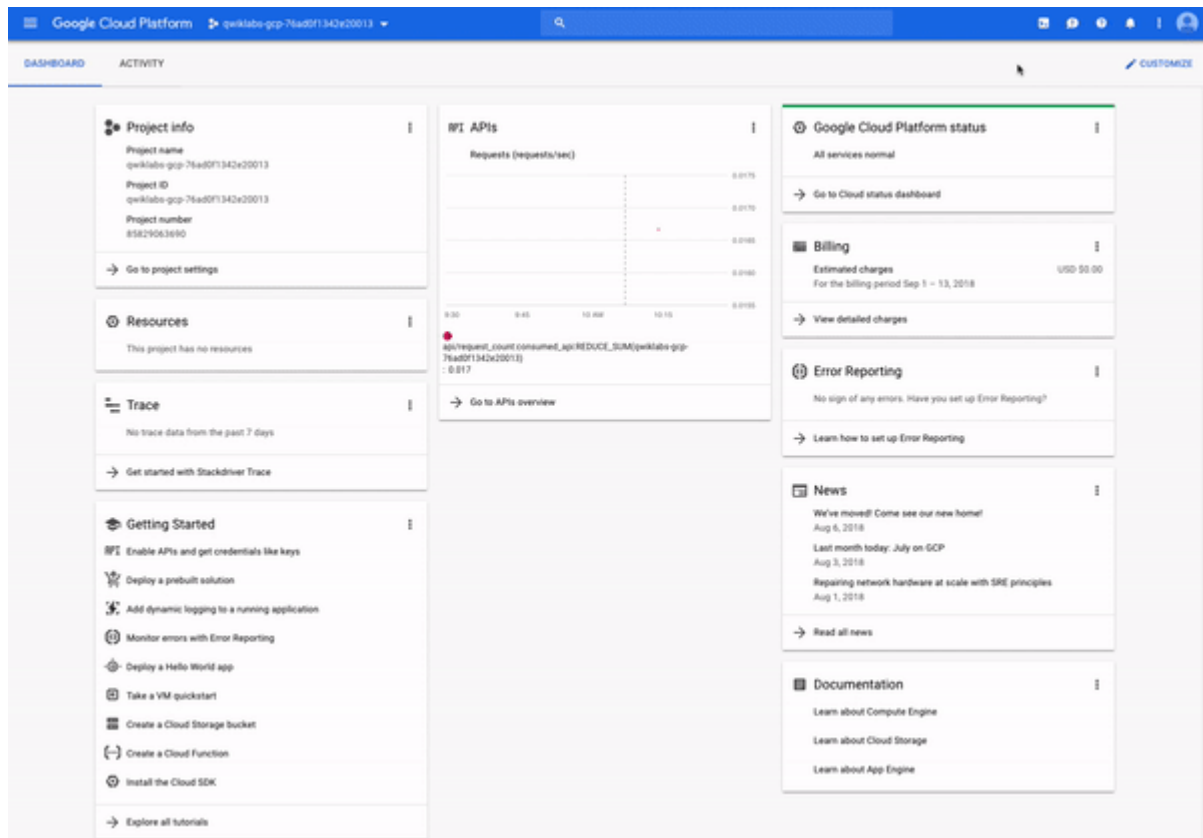 Google Cloud Platform qwiklabs-gcp-76ad0f1342e20013
DASHBOARD ACTIVITY CUSTOMIZE
Project info
Project name
qwiklabs-gcp-76ad0f1342e20013
Project ID
qwiklabs-gcp-76ad0f1342e20013
Project number
85829063690
Go to project settings
Resources
This project has no resources
Trace
No trace data from the past 7 days
Get started with Stackdriver Trace
Getting Started
API Enable APIs and get credentials like keys
Deploy a prebuilt solution
Add dynamic logging to a running application
Monitor errors with Error Reporting
Deploy a Hello World app
Take a VM quickstart
Create a Cloud Storage bucket
Create a Cloud Function
Install the Cloud SDK
Explore all tutorials
API APIs
Requests (requests/sec)
0.0175
0.0170
0.0165
0.0160
0.0155
9:30 9:45 10 AM 10:15
api/request_count:consumed_api:REDUCE_SUM(qwiklabs-gcp-
76ad0f1342e20013)
: 0.017
Go to APIs overview
Google Cloud Platform status
All services normal
Go to Cloud status dashboard
Billing
Estimated charges USD $0.00
For the billing period Sep 1 – 13, 2018
View detailed charges
Error Reporting
No sign of any errors. Have you set up Error Reporting?
Learn how to set up Error Reporting
News
We've moved! Come see our new home!
Aug 6, 2018
Last month today: July on GCP
Aug 3, 2018
Repairing network hardware at scale with SRE principles
Aug 1, 2018
Read all news
Documentation
Learn about Compute Engine
Learn about Cloud Storage
Learn about App Engine